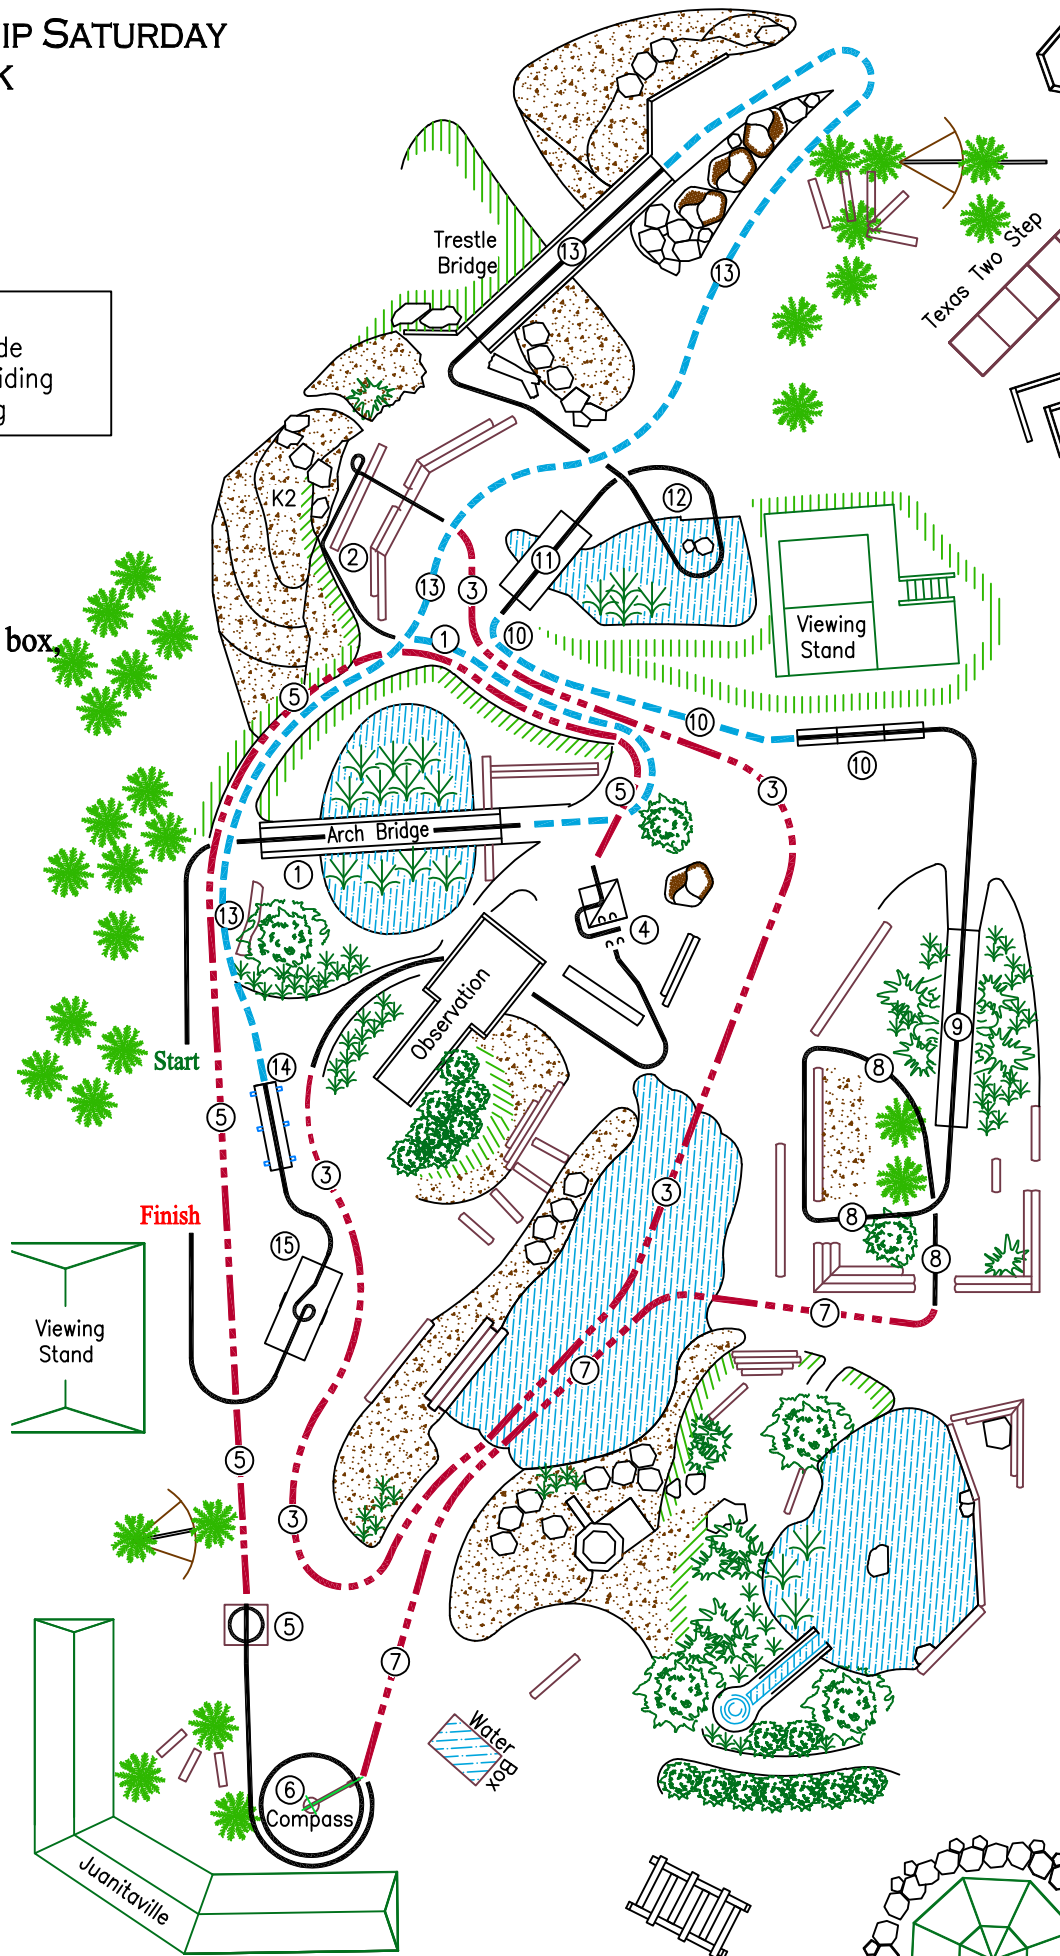 IP SATURDAY
K
de
iding
g
box,
Trestle
Bridge
13
13
Texas Two Step
K2
2
12
11
13
3
1
10
Viewing
Stand
5
10
10
3
5
Arch Bridge
1
13
4
Observation
9
Start
14
8
5
3
3
Finish
8
15
8
7
Viewing
Stand
7
5
3
5
7
Water
Box
6
Compass
Juanitaville